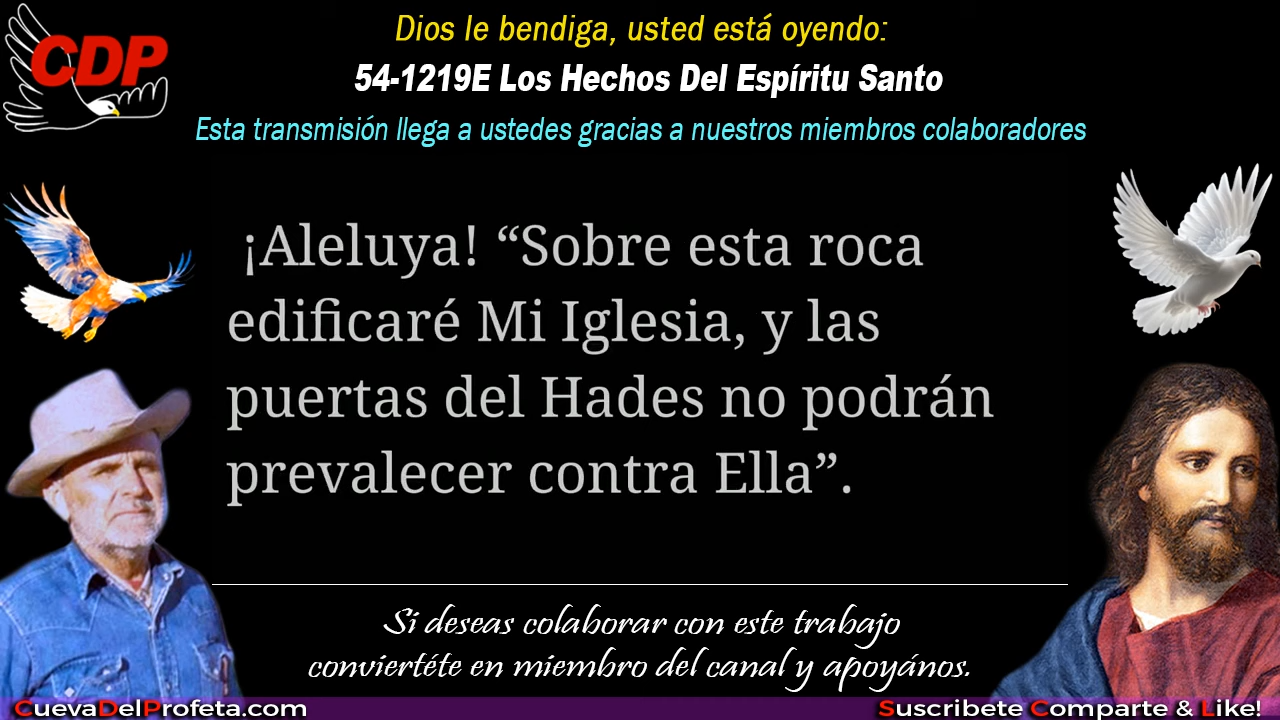 CDP
Dios le bendiga, usted está oyendo:
54-1219E Los Hechos Del Espíritu Santo
Esta transmisión llega a ustedes gracias a nuestros miembros colaboradores
¡Aleluya! “Sobre esta roca
edificaré Mi Iglesia, y las
puertas del Hades no podrán
prevalecer contra Ella”.
Si deseas colaborar con este trabajo
conviertéte en miembro del canal y apoyános.
CuevaDelProfeta.com
Suscribete Comparte & Like!